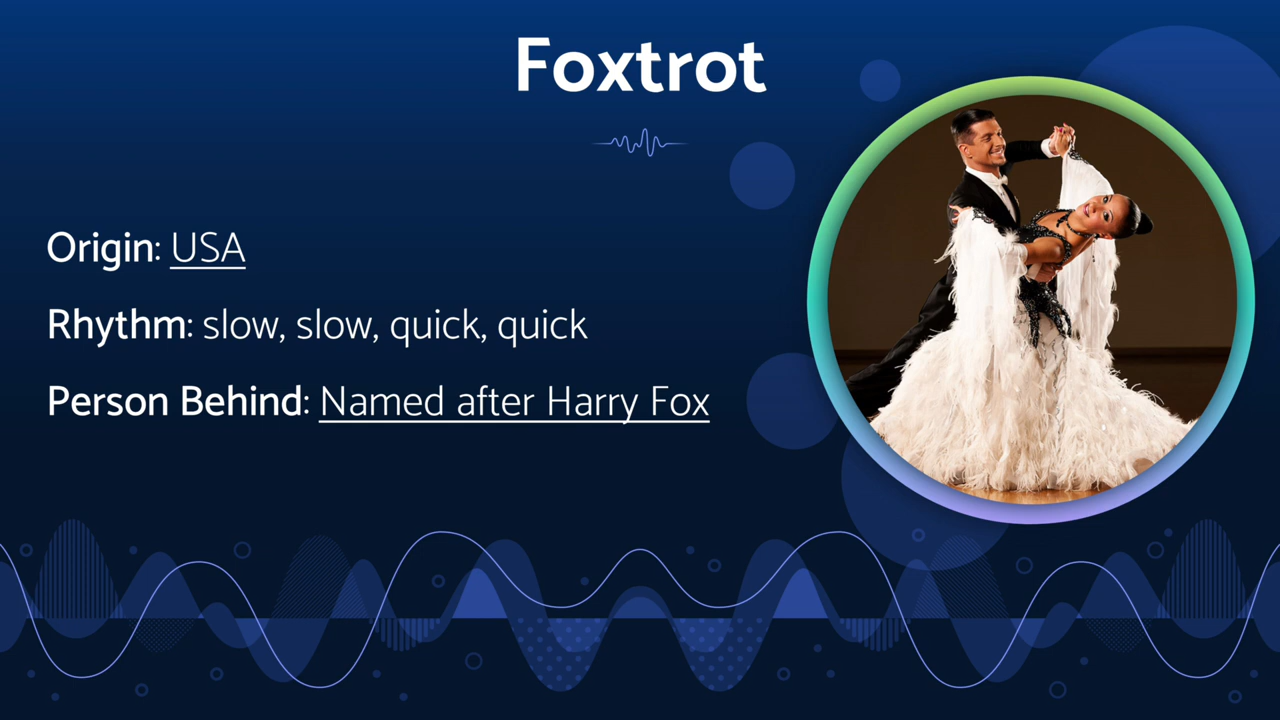 Foxtrot
Origin: USA
Rhythm: slow, slow, quick, quick
Person Behind: Named after Harry Fox